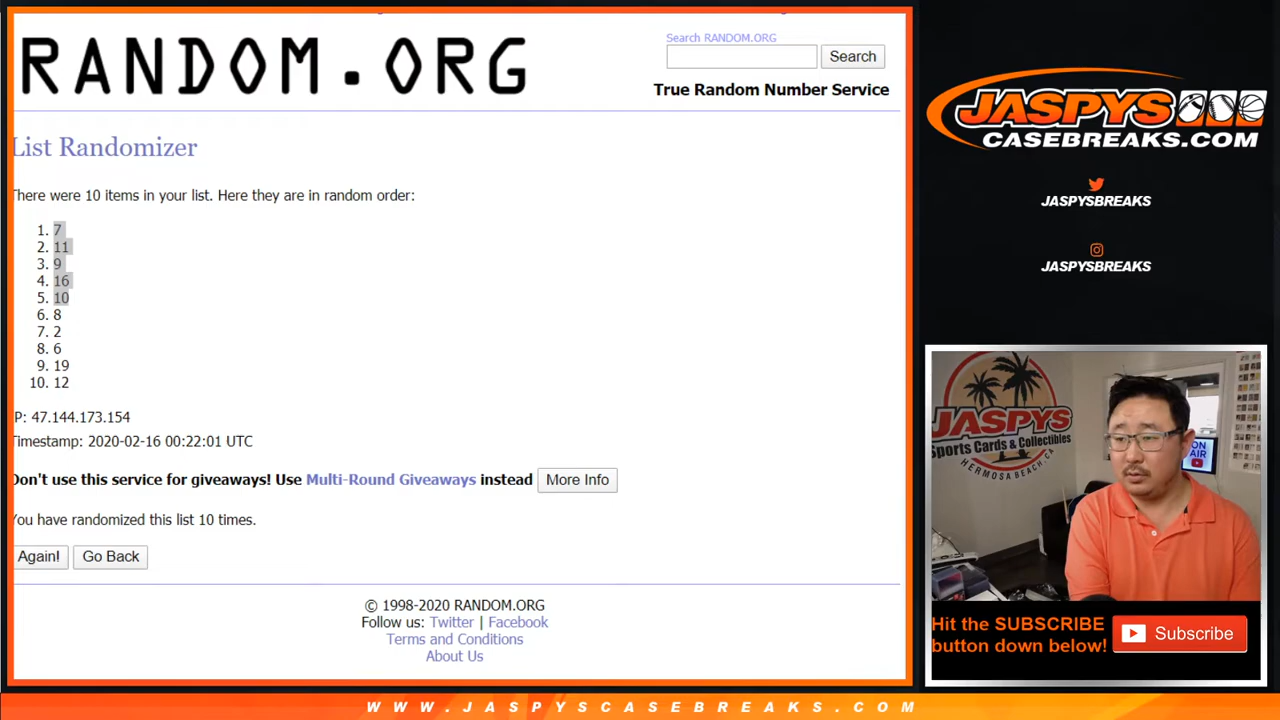 RANDOM.ORG
Search RANDOM.ORG
Search
True Random Number Service
List Randomizer
There were 10 items in your list. Here they are in random order:
1. 7
2. 11
3. 9
4. 16
5. 10
6. 8
7. 2
8. 6
9. 19
10. 12
P: 47.144.173.154
Timestamp: 2020-02-16 00:22:01 UTC
Don't use this service for giveaways! Use Multi-Round Giveaways instead
More Info
You have randomized this list 10 times.
Again!
Go Back
© 1998-2020 RANDOM.ORG
Follow us: Twitter | Facebook
Terms and Conditions
About Us
JASPYS
CASEBREAKS.COM
JASPYSBREAKS
JASPYSBREAKS
JASPYS
Sports Cards & Collectibles
HERMOSA BEACH, CA
ON
AIR
Hit the SUBSCRIBE
button down below!
Subscribe
WWW.JASPYSCASEBREAKS.COM